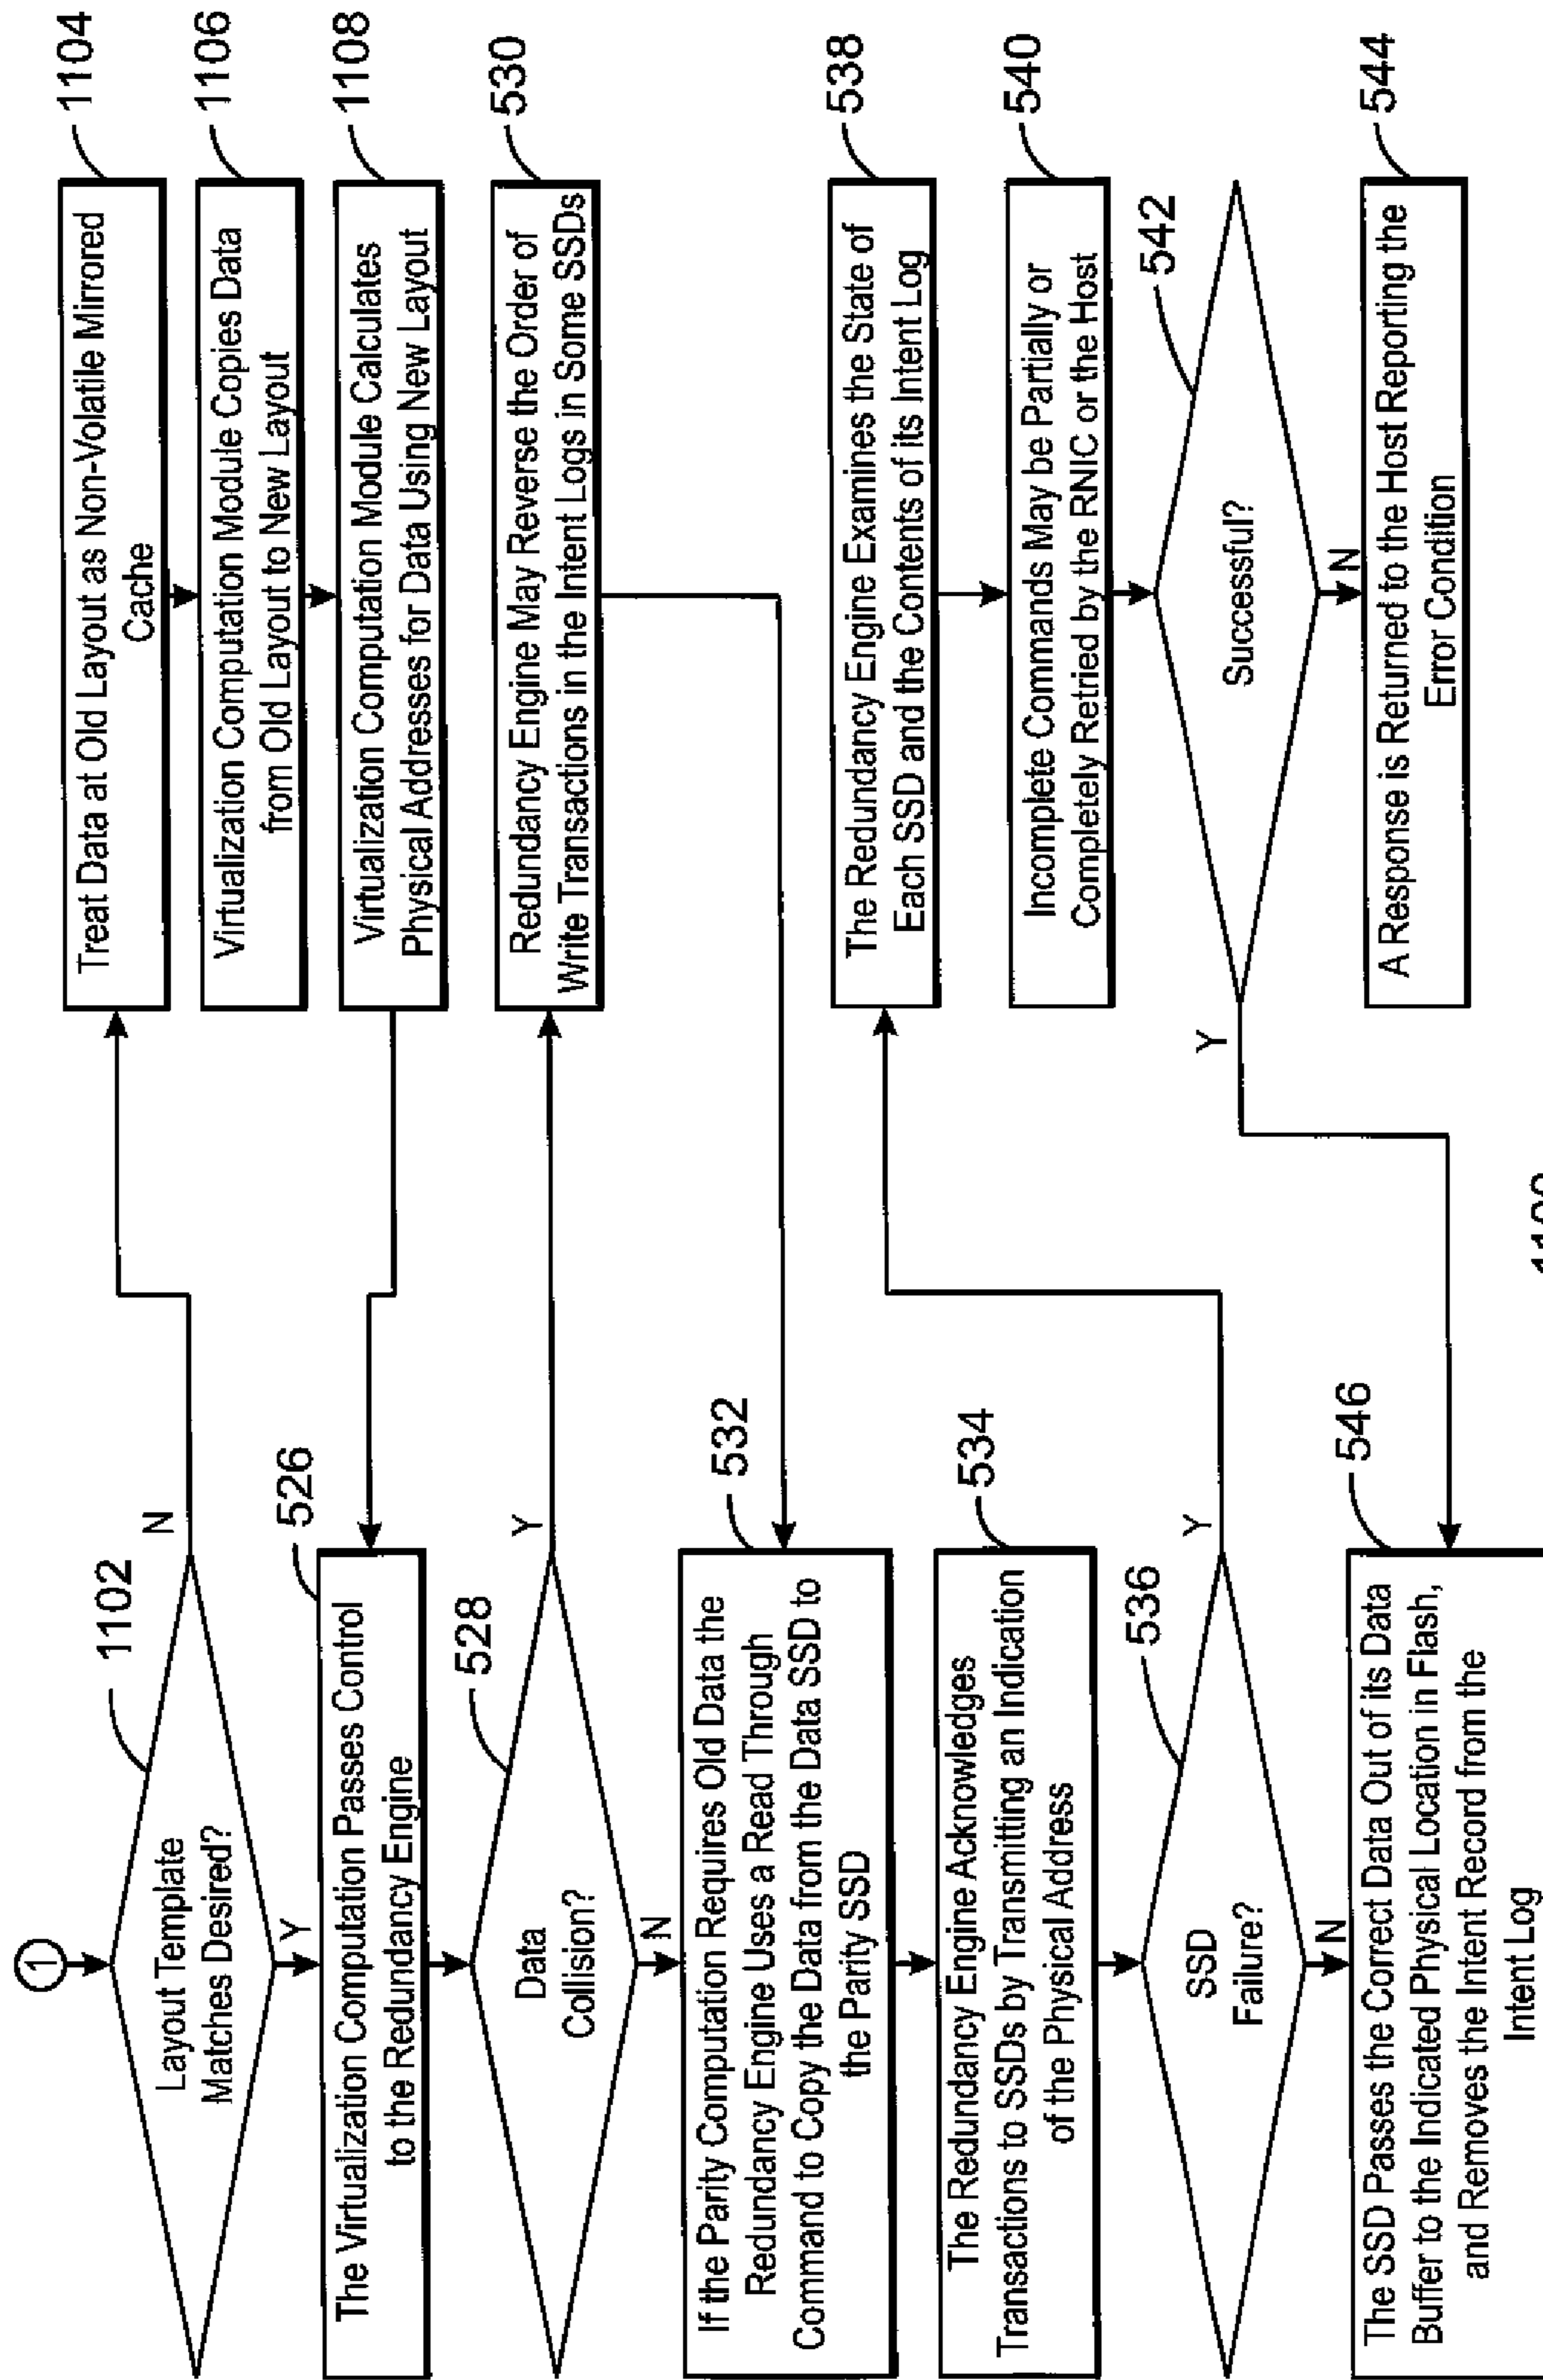 1
Layout Template
Matches Desired?
1102
N
Y
Treat Data at Old Layout as Non-Volatile Mirrored
Cache
1104
Virtualization Computation Module Copies Data
from Old Layout to New Layout
1106
Virtualization Computation Module Calculates
Physical Addresses for Data Using New Layout
1108
The Virtualization Computation Passes Control
to the Redundancy Engine
526
Data
Collision?
528
Y
N
Redundancy Engine May Reverse the Order of
Write Transactions in the Intent Logs in Some SSDs
530
If the Parity Computation Requires Old Data the
Redundancy Engine Uses a Read Through
Command to Copy the Data from the Data SSD to
the Parity SSD
532
The Redundancy Engine Acknowledges
Transactions to SSDs by Transmitting an Indication
of the Physical Address
534
SSD
Failure?
536
Y
N
The Redundancy Engine Examines the State of
Each SSD and the Contents of its Intent Log
538
Incomplete Commands May be Partially or
Completely Retried by the RNIC or the Host
540
Successful?
542
Y
N
A Response is Returned to the Host Reporting the
Error Condition
544
The SSD Passes the Correct Data Out of its Data
Buffer to the Indicated Physical Location in Flash,
and Removes the Intent Record from the
Intent Log
546